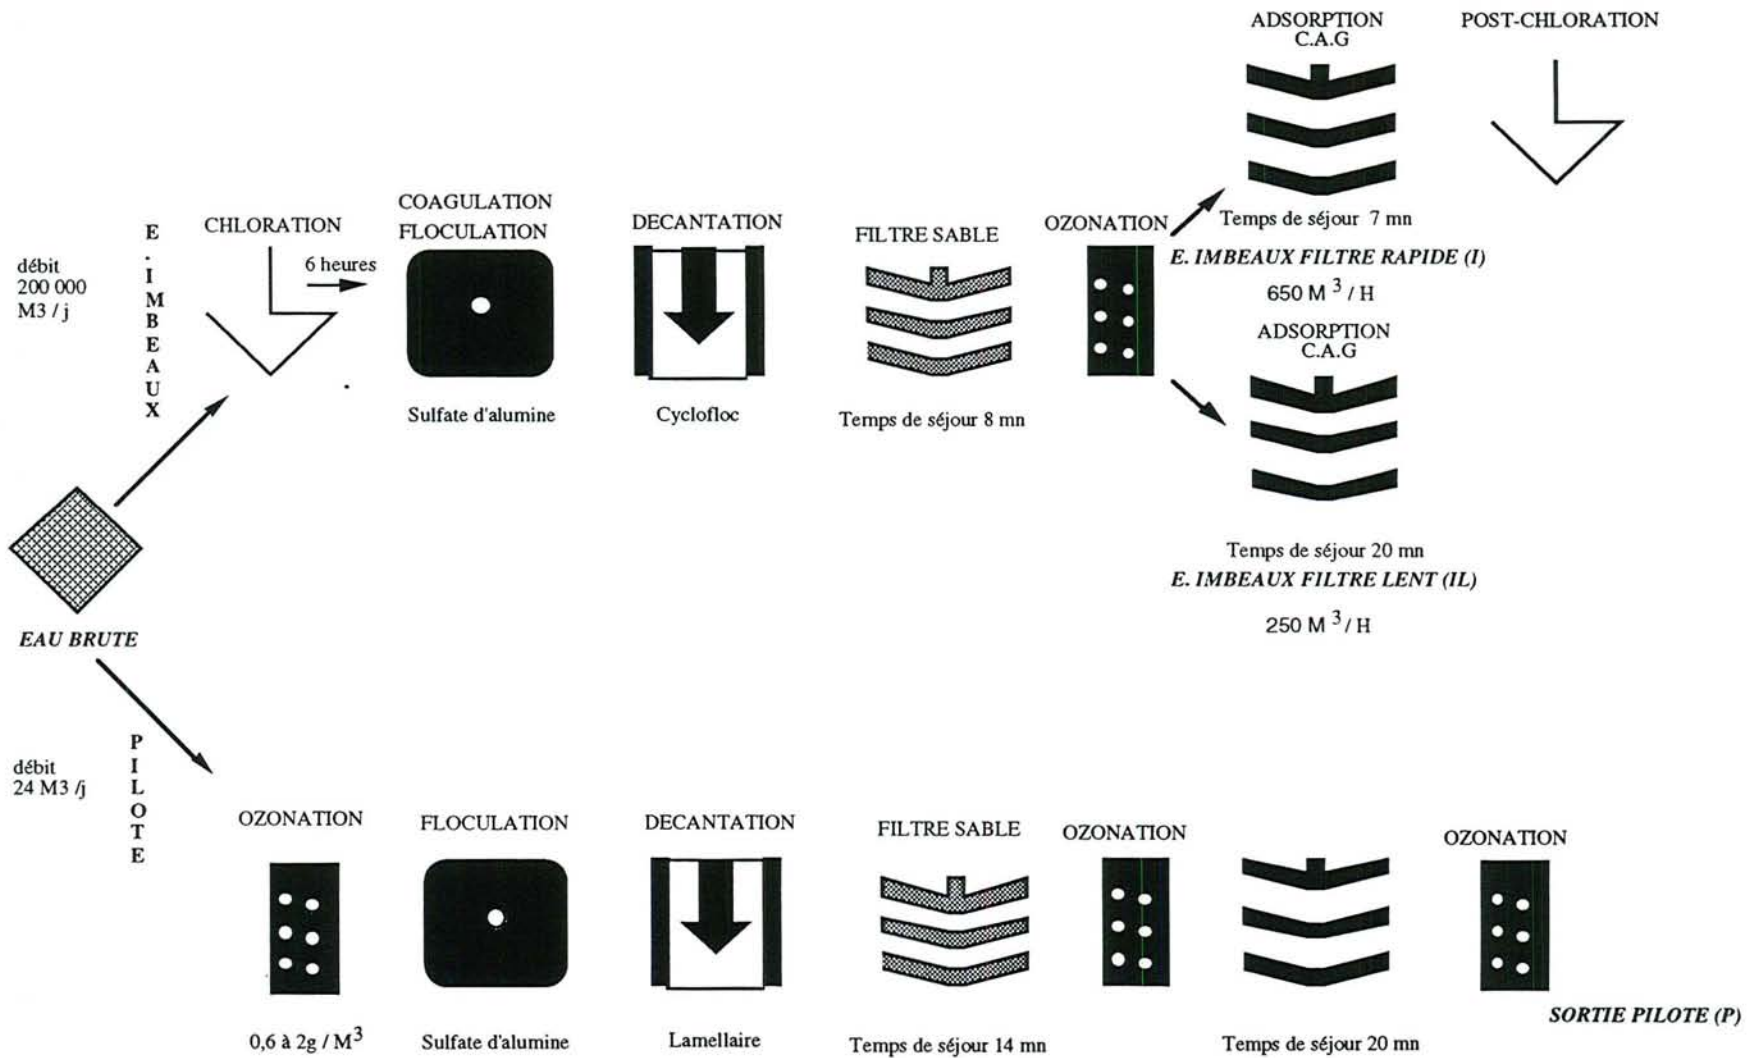 débit
200 000
M3 / j
E. IMBEAUX
CHLORATION
6 heures
COAGULATION
FLOCULATION
Sulfate d'alumine
DECANTATION
Cyclofloc
FILTRE SABLE
Temps de séjour 8 mn
OZONATION
ADSORPTION
C.A.G
Temps de séjour 7 mn
E. IMBEAUX FILTRE RAPIDE (I)
650 M 3 / H
POST-CHLORATION
ADSORPTION
C.A.G
Temps de séjour 20 mn
E. IMBEAUX FILTRE LENT (IL)
250 M 3 / H
EAU BRUTE
débit
24 M3 /j
PILOTE
OZONATION
0,6 à 2g / M3
FLOCULATION
Sulfate d'alumine
DECANTATION
Lamellaire
FILTRE SABLE
Temps de séjour 14 mn
OZONATION
Temps de séjour 20 mn
OZONATION
SORTIE PILOTE (P)